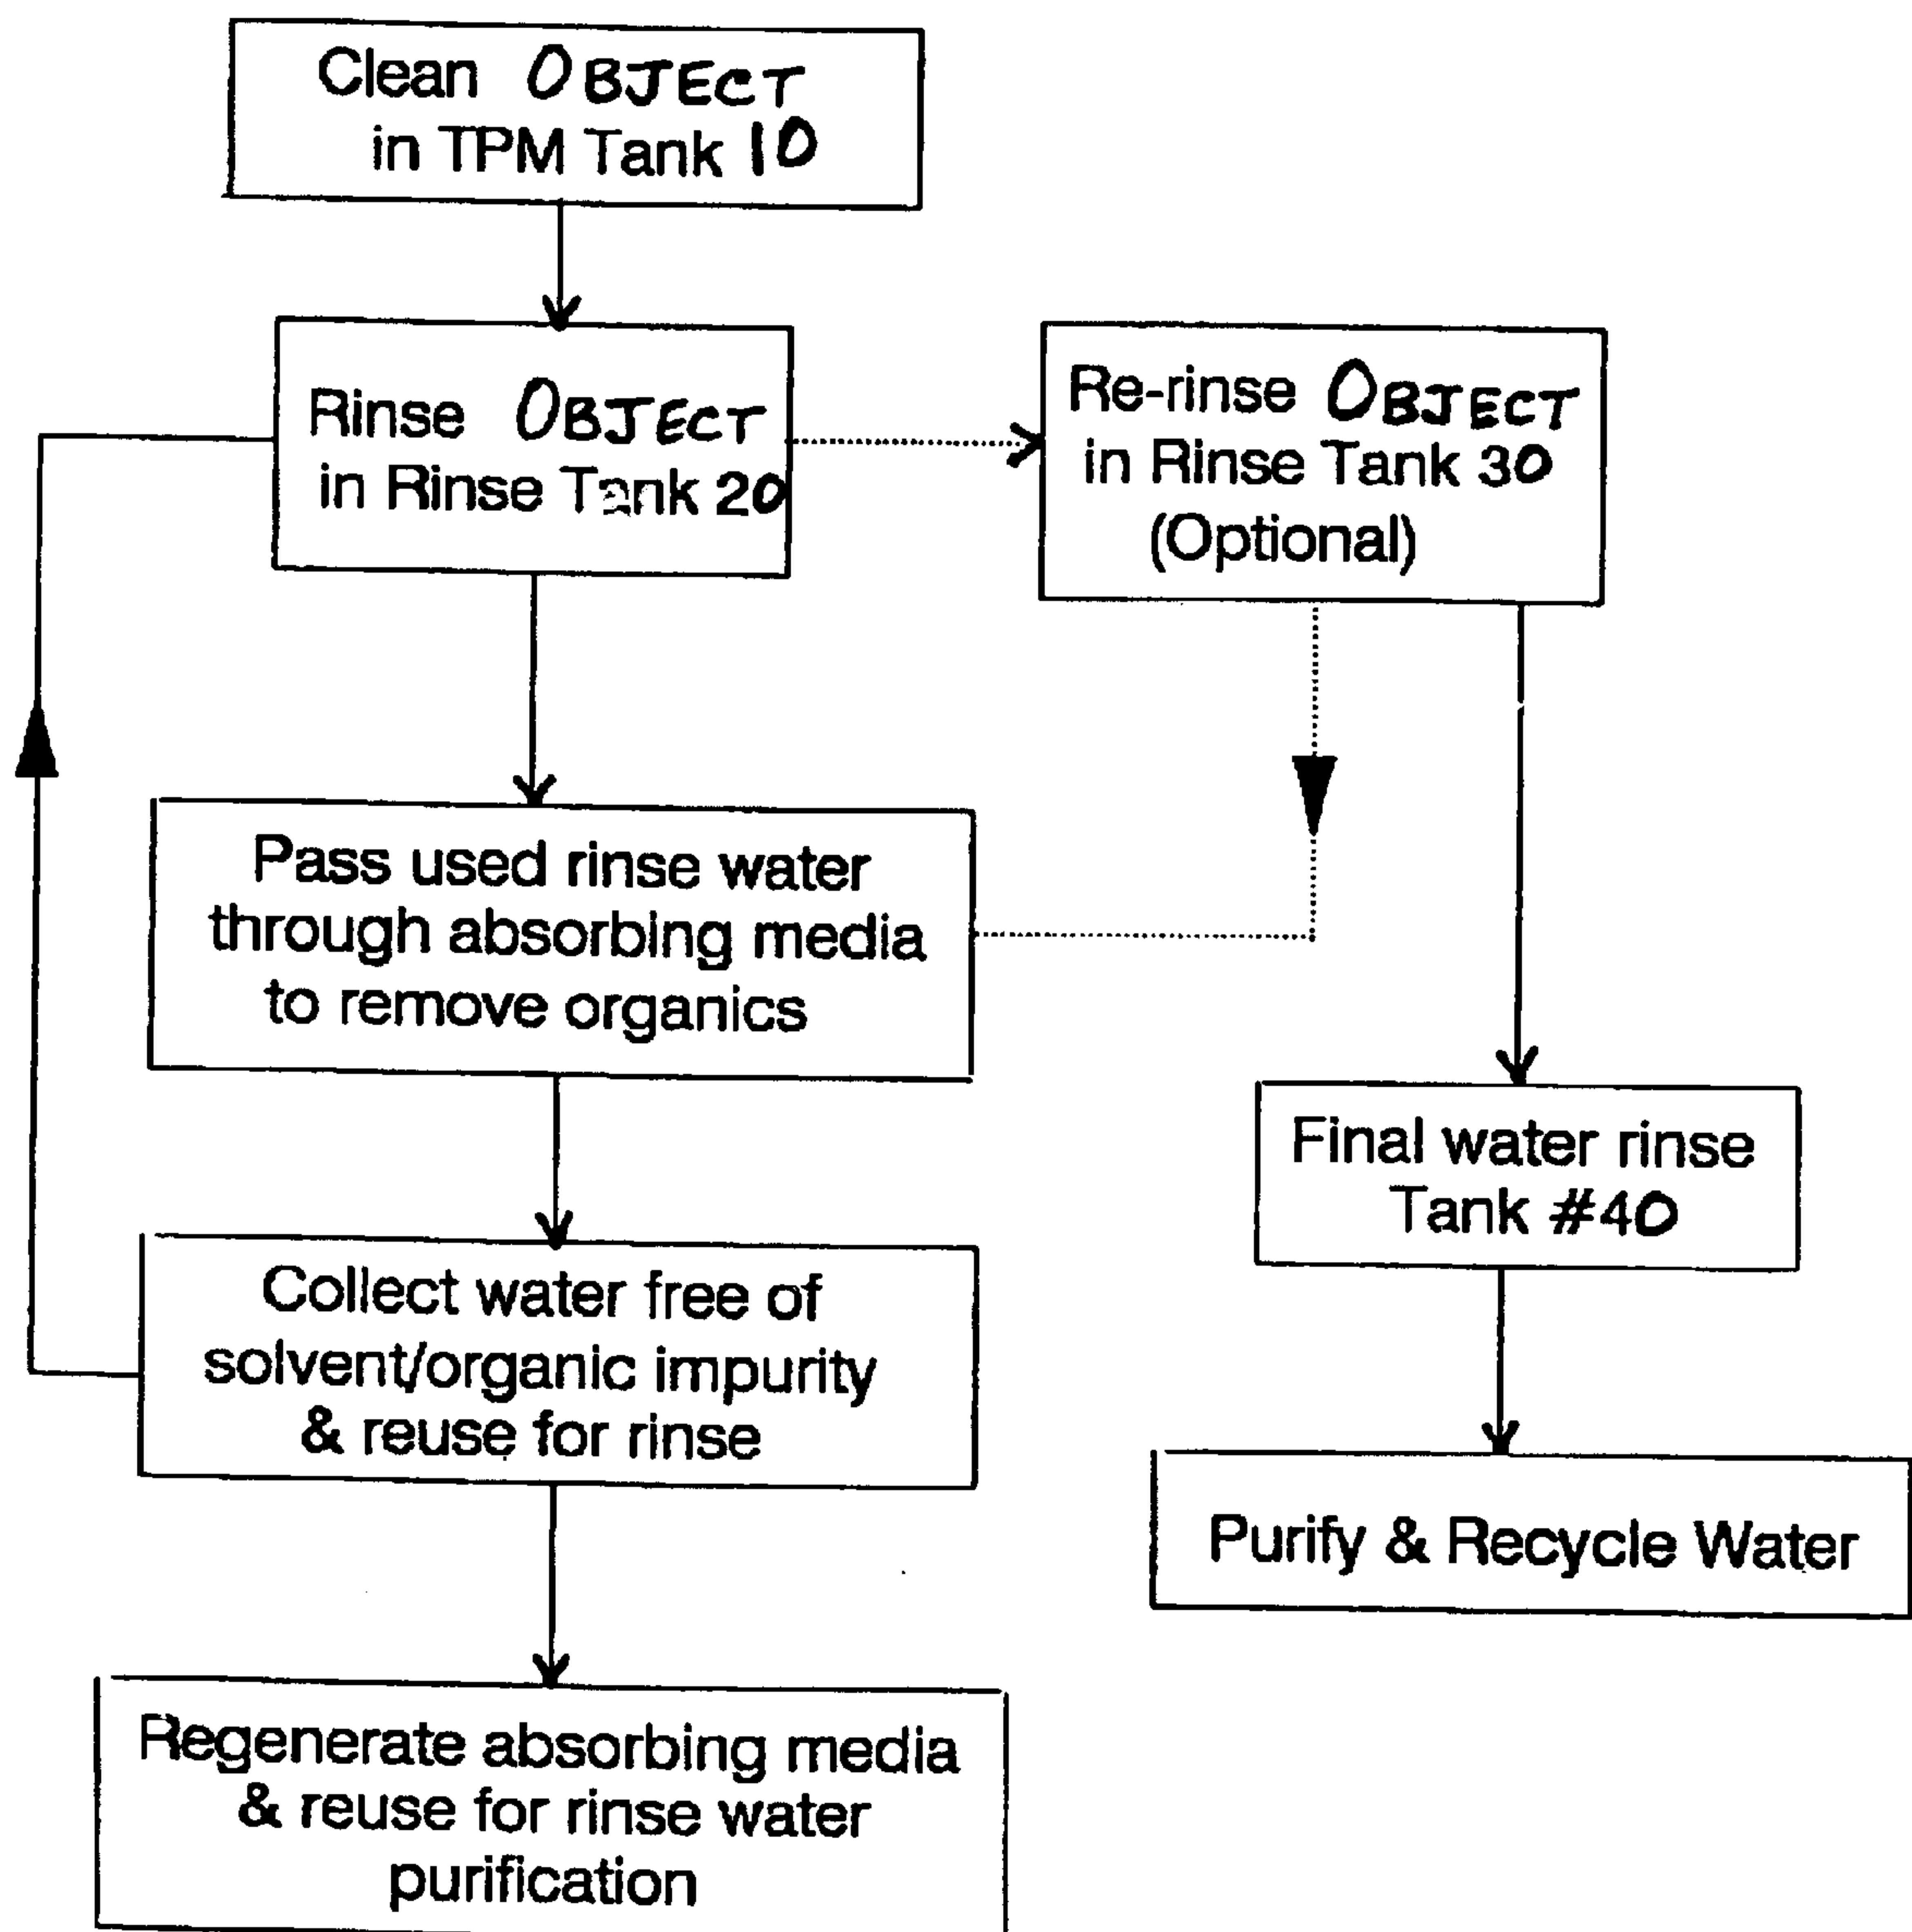 Clean OBJECT
in TPM Tank 10
Rinse OBJECT
in Rinse Tank 20
Re-rinse OBJECT
in Rinse Tank 30
(Optional)
Pass used rinse water
through absorbing media
to remove organics
Final water rinse
Tank #40
Collect water free of
solvent/organic impurity
& reuse for rinse
Purify & Recycle Water
Regenerate absorbing media
& reuse for rinse water
purification